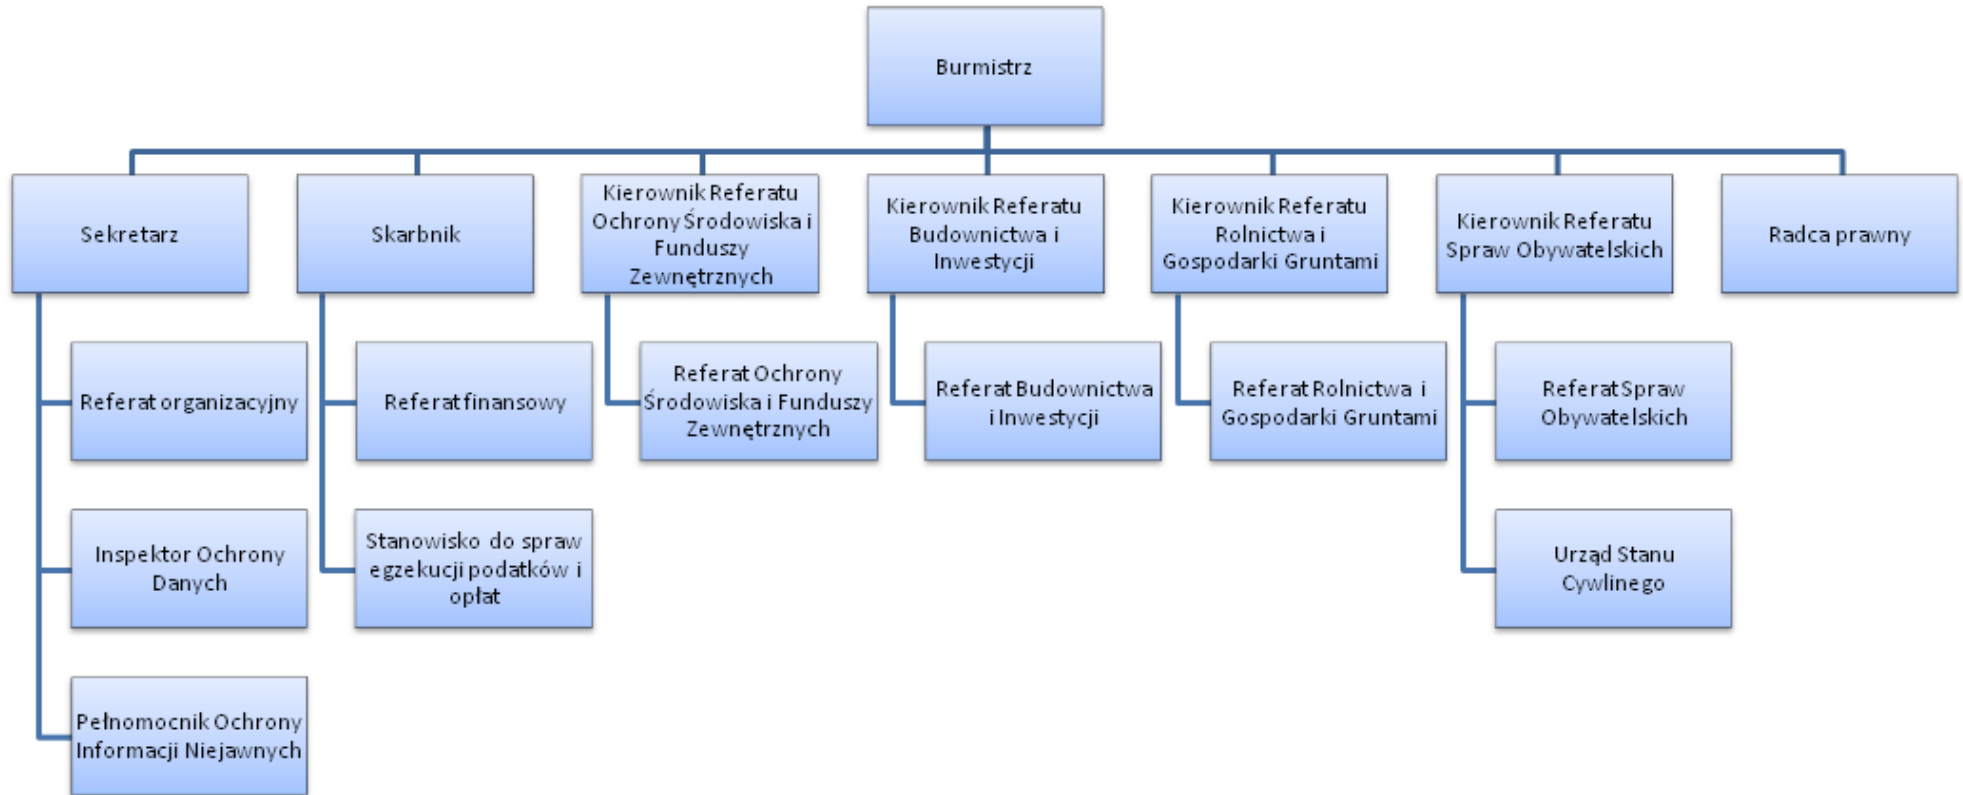 Burmistrz
Sekretarz
Skarbnik
Kierownik Referatu
Ochrony Środowiska i
Funduszy
Zewnętrznych
Kierownik Referatu
Budownictwa i
Inwestycji
Kierownik Referatu
Rolnictwa i
Gospodarki Gruntami
Kierownik Referatu
Spraw Obywatelskich
Radca prawny
Referat organizacyjny
Referat finansowy
Referat Ochrony
Środowiska i Funduszy
Zewnętrznych
Referat Budownictwa
i Inwestycji
Referat Rolnictwa i
Gospodarki Gruntami
Referat Spraw
Obywatelskich
Inspektor Ochrony
Danych
Stanowisko do spraw
egzekucji podatków i
opłat
Urząd Stanu
Cywlinego
Pełnomocnik Ochrony
Informacji Niejawnych